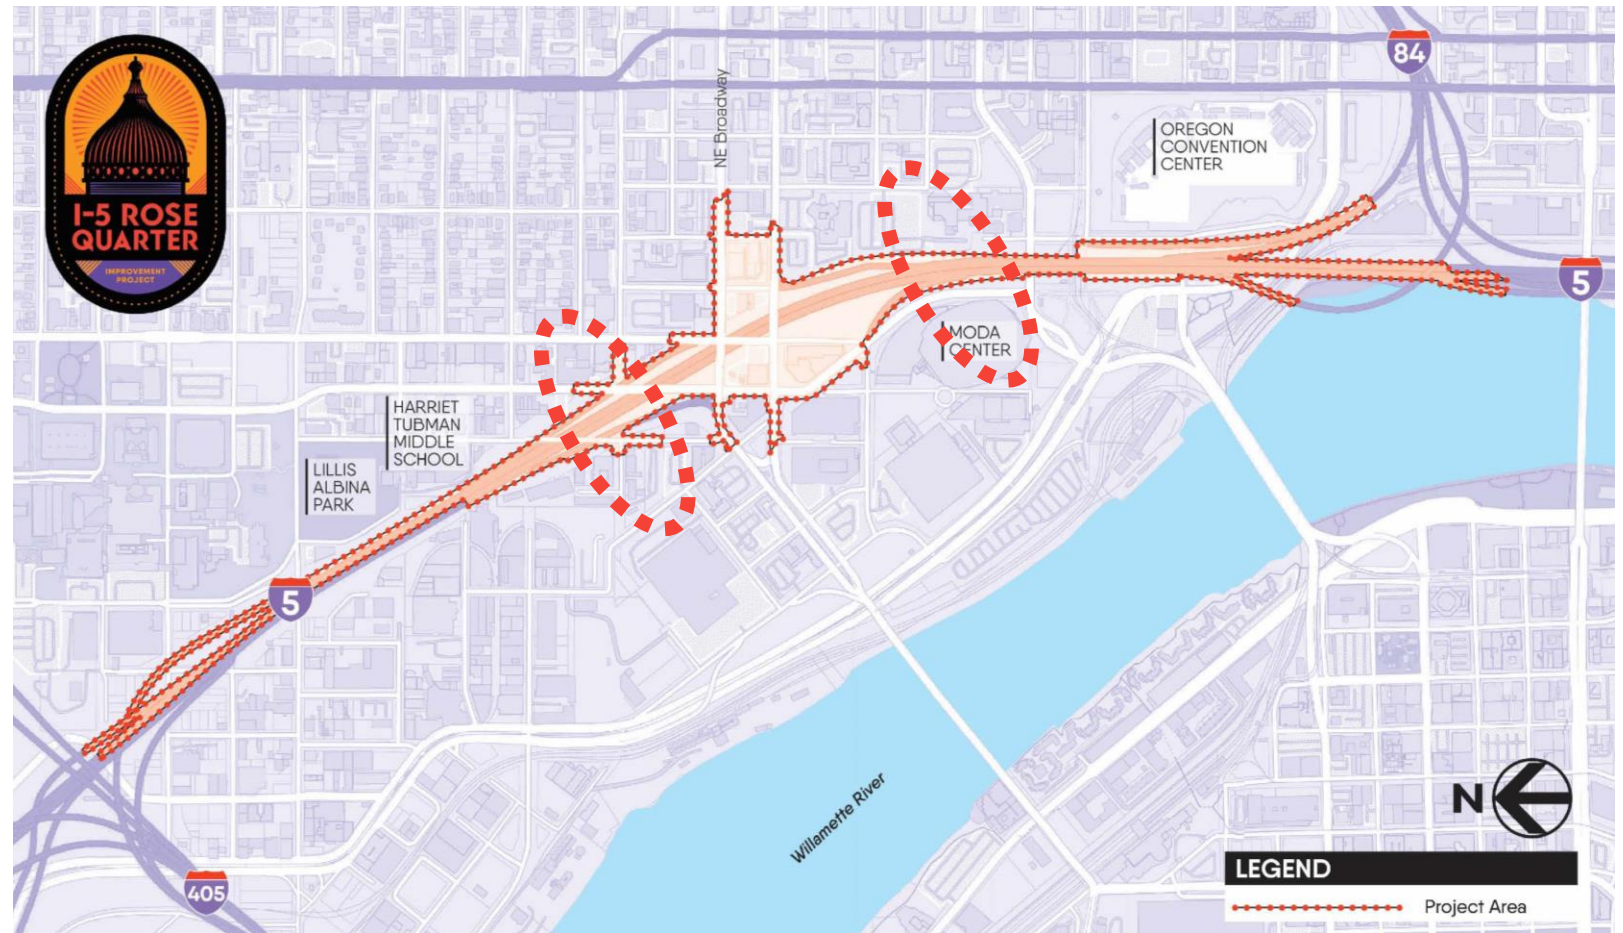 I-5 ROSE
QUARTER
IMPROVEMENT
PROJECT
NE Broadway
84
OREGON
CONVENTION
CENTER
5
MODA
CENTER
HARRIET
TUBMAN
MIDDLE
SCHOOL
LILLIS
ALBINA
PARK
5
Willamette River
405
N
LEGEND
Project Area